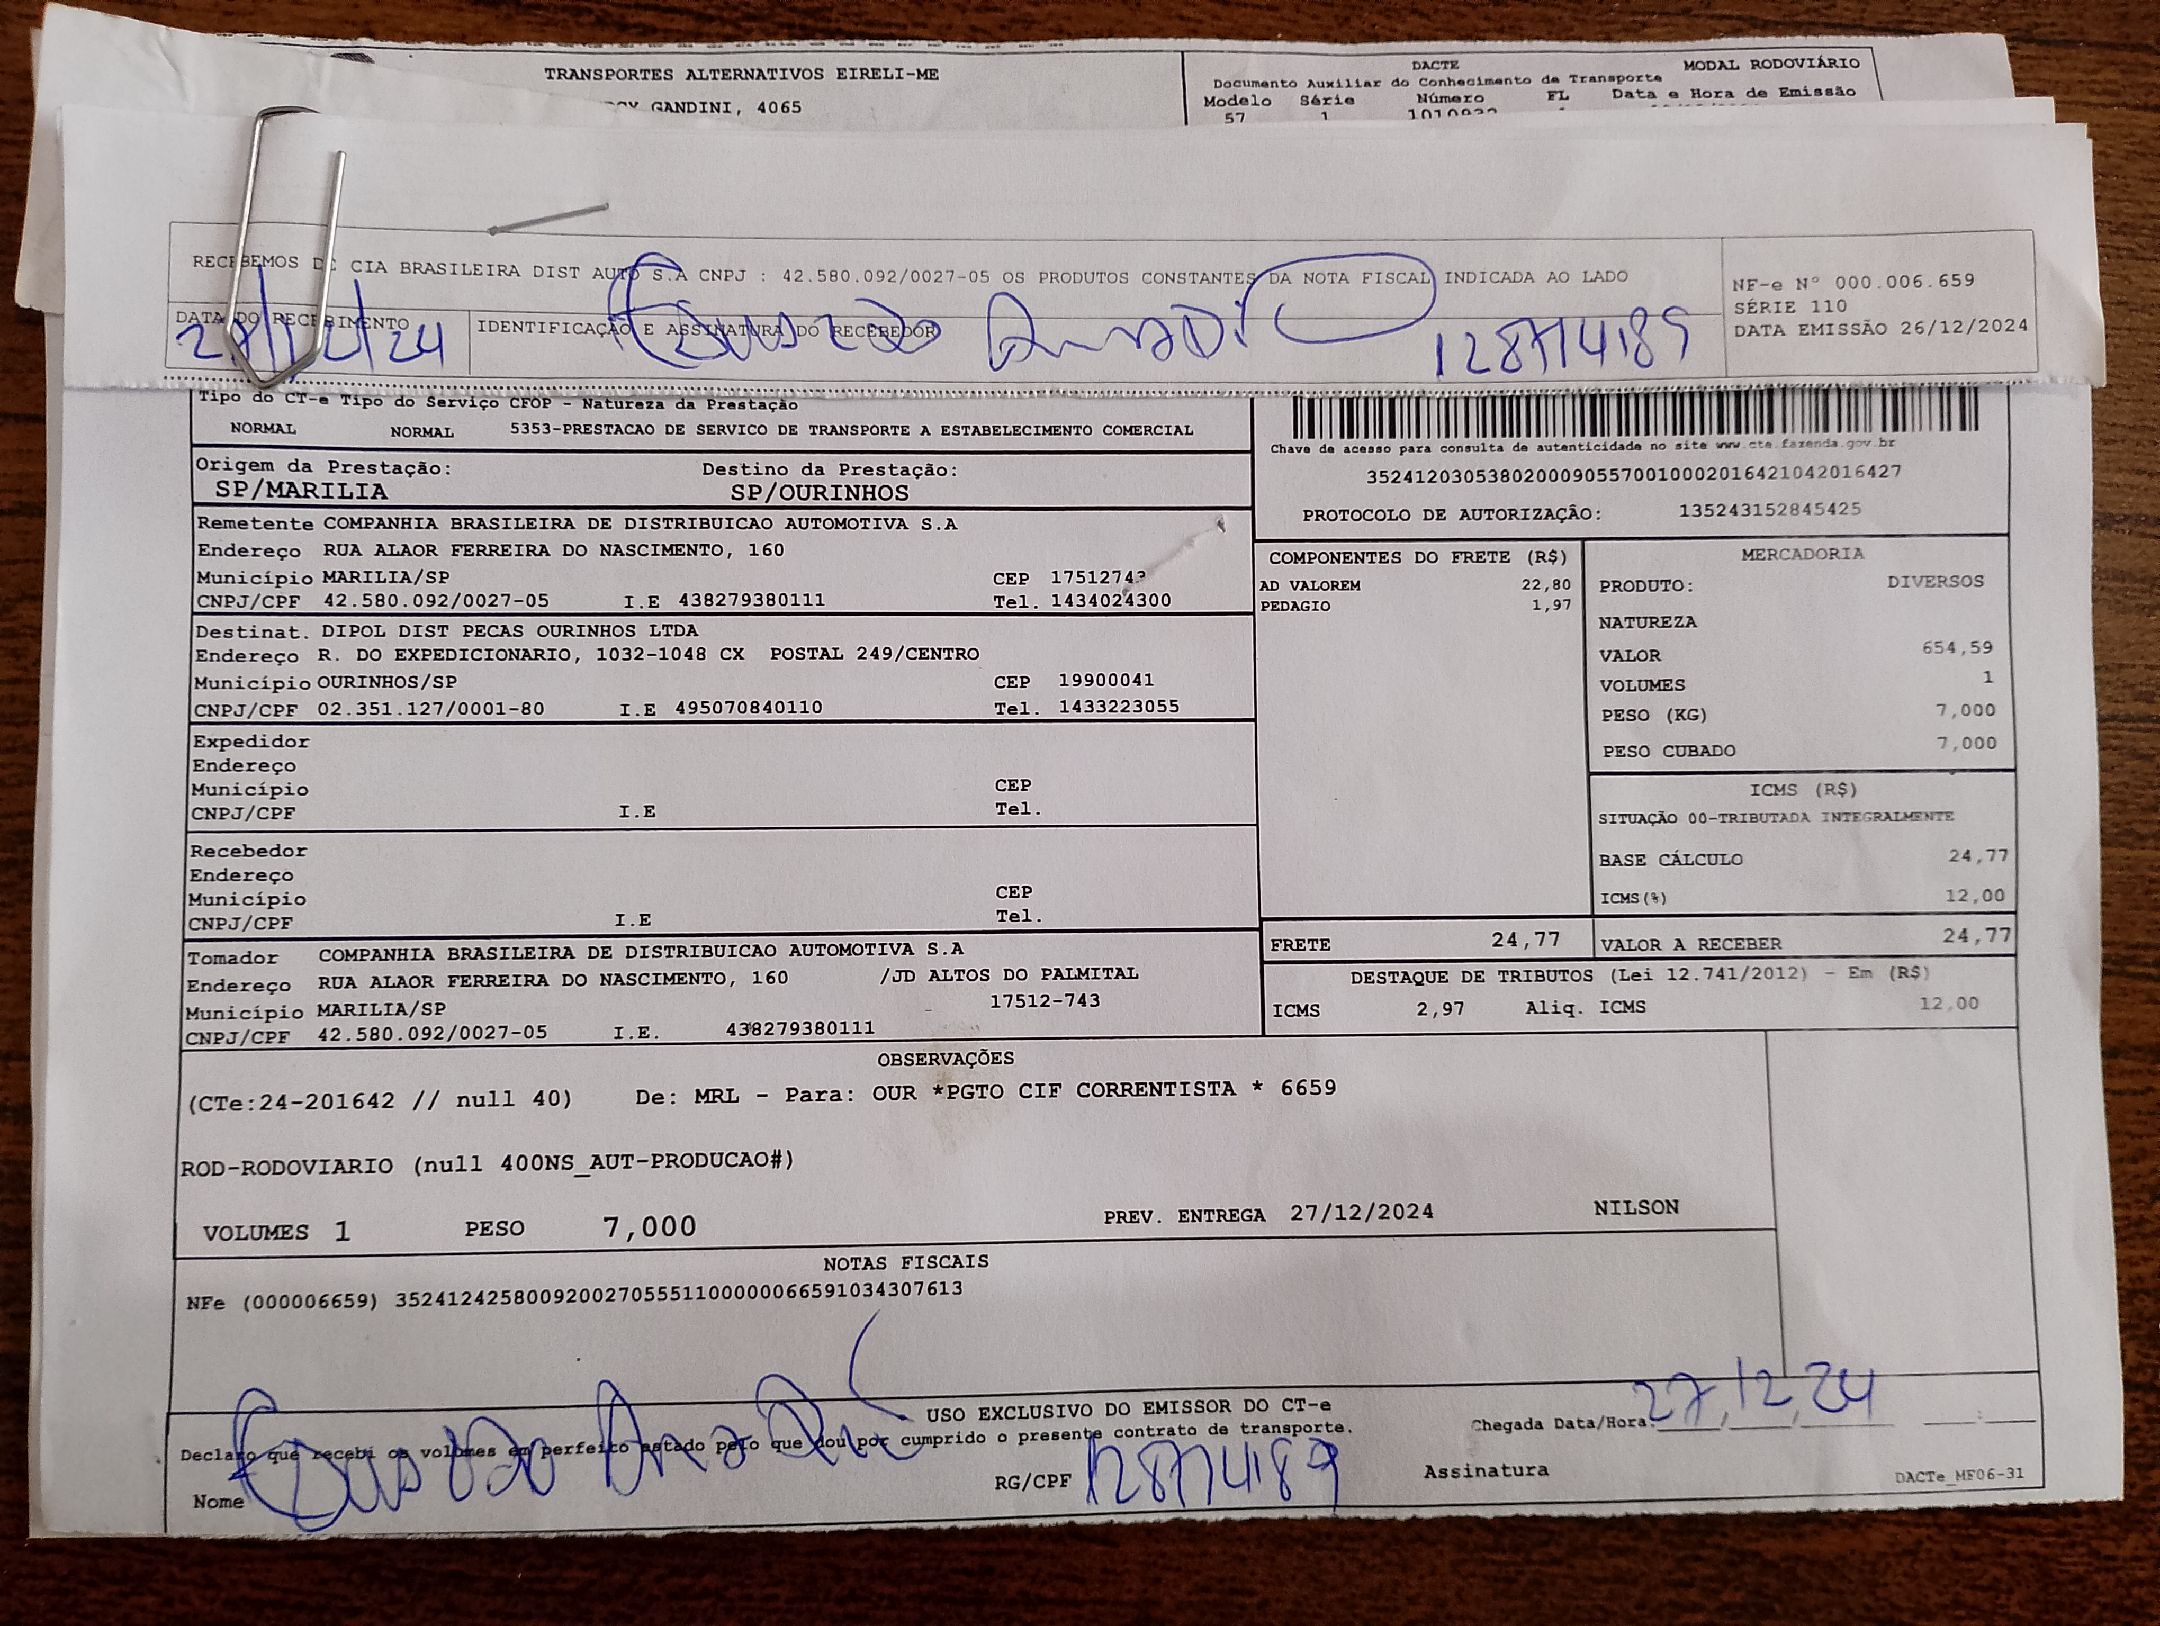 TRANSPORTES ALTERNATIVOS EIRELI-ME
GANDINI, 4065
DACTE
MODAL RODOVIÁRIO
Documento Auxiliar do Conhecimento de Transporte
Modelo Série Número FL Data e Hora de Emissão
57 1
RECEBEMOS DE CIA BRASILEIRA DIST AUTO S.A CNPJ : 42.580.092/0027-05 OS PRODUTOS CONSTANTES DA NOTA FISCAL INDICADA AO LADO
DATA DO RECEBIMENTO
IDENTIFICAÇÃO E ASSINATURA DO RECEBEDOR
NF-e Nº 000.006.659
SÉRIE 110
DATA EMISSÃO 26/12/2024
Tipo do CT-e Tipo do Serviço CFOP - Natureza da Prestação
NORMAL NORMAL 5353-PRESTACAO DE SERVICO DE TRANSPORTE A ESTABELECIMENTO COMERCIAL
Origem da Prestação: Destino da Prestação:
SP/MARILIA SP/OURINHOS
Chave de acesso para consulta de autenticidade no site www.cte.fazenda.gov.br
35241203053802000905570010002016421042016427
PROTOCOLO DE AUTORIZAÇÃO: 135243152845425
Remetente COMPANHIA BRASILEIRA DE DISTRIBUICAO AUTOMOTIVA S.A
Endereço RUA ALAOR FERREIRA DO NASCIMENTO, 160
Município MARILIA/SP CEP 17512743
CNPJ/CPF 42.580.092/0027-05 I.E 438279380111 Tel. 1434024300
Destinat. DIPOL DIST PECAS OURINHOS LTDA
Endereço R. DO EXPEDICIONARIO, 1032-1048 CX POSTAL 249/CENTRO
Município OURINHOS/SP CEP 19900041
CNPJ/CPF 02.351.127/0001-80 I.E 495070840110 Tel. 1433223055
Expedidor
Endereço
Município CEP
CNPJ/CPF I.E Tel.
Recebedor
Endereço
Município CEP
CNPJ/CPF I.E Tel.
Tomador COMPANHIA BRASILEIRA DE DISTRIBUICAO AUTOMOTIVA S.A
Endereço RUA ALAOR FERREIRA DO NASCIMENTO, 160 /JD ALTOS DO PALMITAL
Município MARILIA/SP 17512-743
CNPJ/CPF 42.580.092/0027-05 I.E. 438279380111
COMPONENTES DO FRETE (R$)
AD VALOREM 22,80
PEDAGIO 1,97
MERCADORIA
PRODUTO: DIVERSOS
NATUREZA
VALOR 654,59
VOLUMES 1
PESO (KG) 7,000
PESO CUBADO 7,000
ICMS (R$)
SITUAÇÃO 00-TRIBUTADA INTEGRALMENTE
BASE CÁLCULO 24,77
ICMS(%) 12,00
FRETE 24,77 VALOR A RECEBER 24,77
DESTAQUE DE TRIBUTOS (Lei 12.741/2012) - Em (R$)
ICMS 2,97 Aliq. ICMS 12,00
OBSERVAÇÕES
(CTe:24-201642 // null 40) De: MRL - Para: OUR *PGTO CIF CORRENTISTA * 6659
ROD-RODOVIARIO (null 400NS_AUT-PRODUCAO#)
VOLUMES 1 PESO 7,000 PREV. ENTREGA 27/12/2024 NILSON
NOTAS FISCAIS
NFe (000006659) 35241242580092002705551100000066591034307613
USO EXCLUSIVO DO EMISSOR DO CT-e
Declaro que recebi os volumes em perfeito estado pelo que dou por cumprido o presente contrato de transporte.
Chegada Data/Hora: 27,12,24
Nome
RG/CPF
Assinatura
DACTe_MF06-31